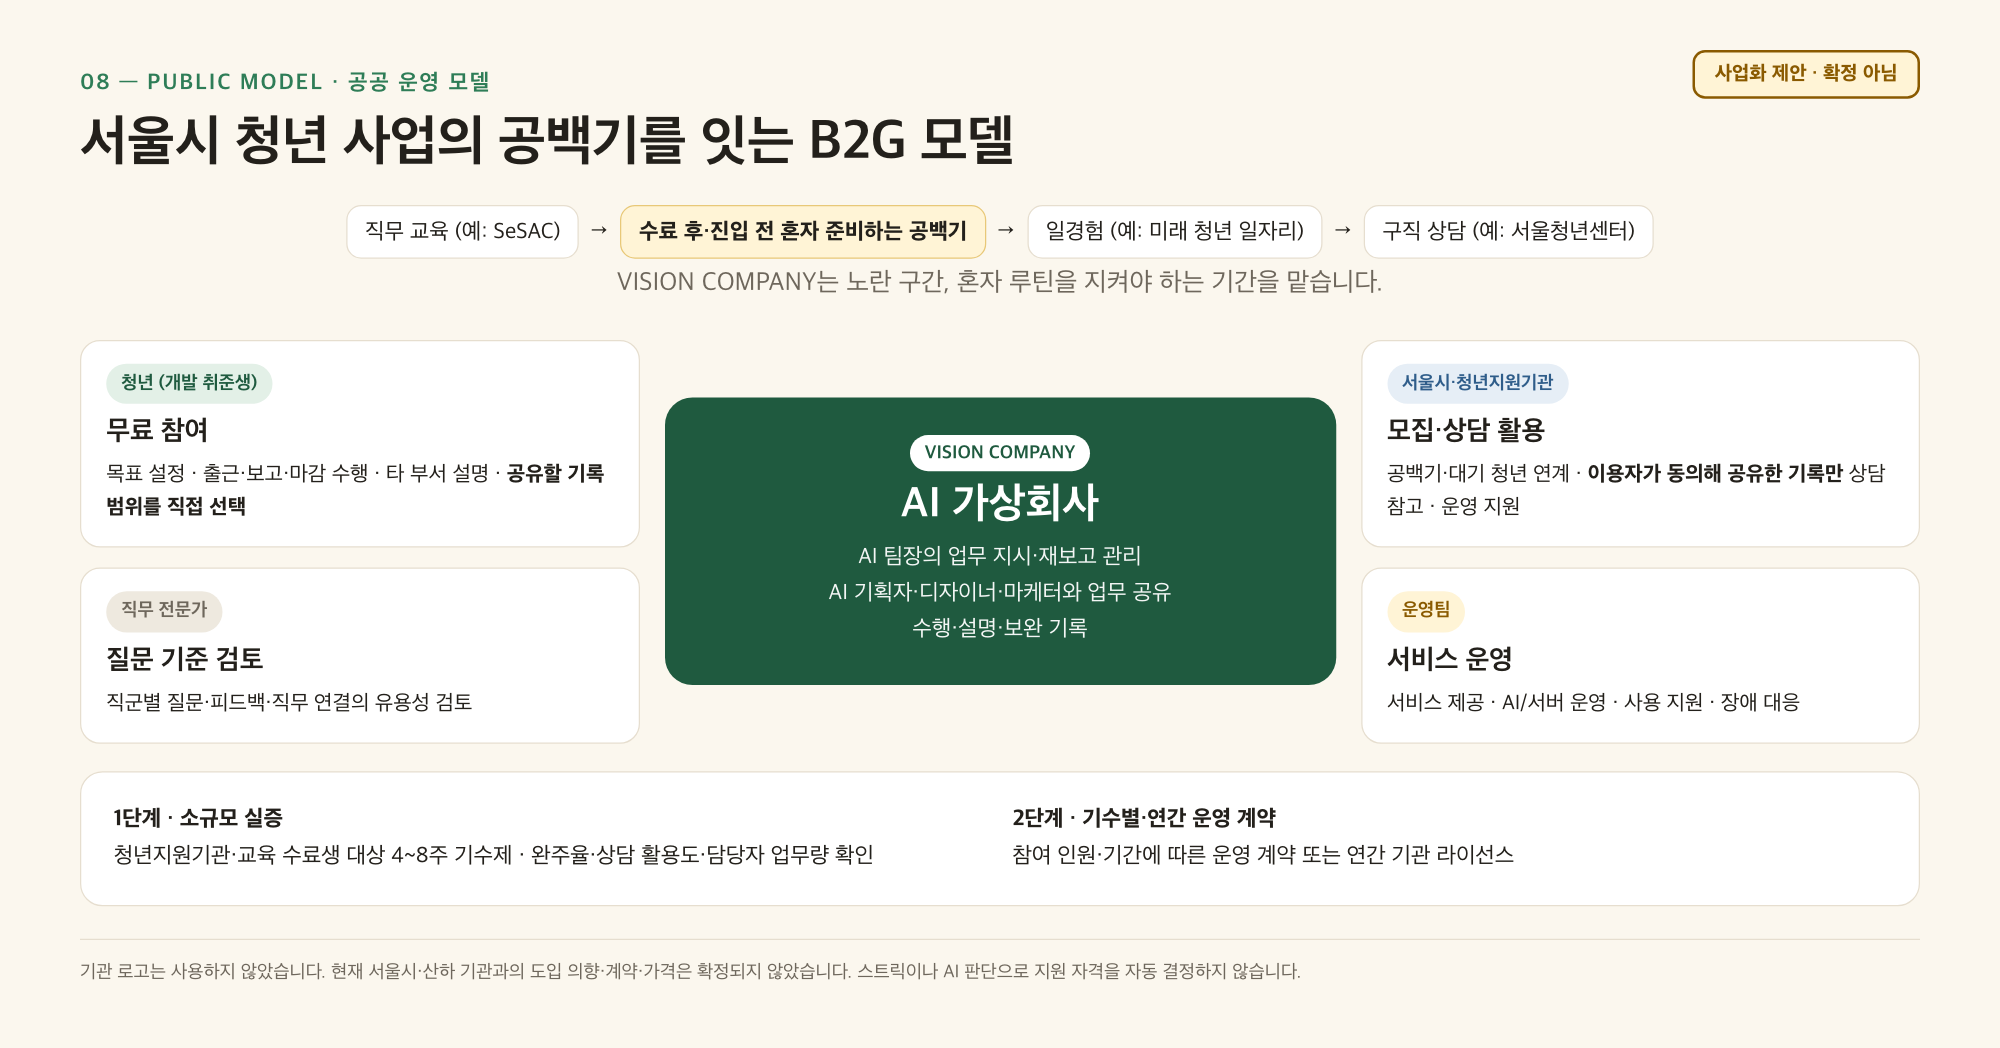 08 — PUBLIC MODEL · 공공 운영 모델
사업화 제안 · 확정 아님
서울시 청년 사업의 공백기를 잇는 B2G 모델
직무 교육 (예: SeSAC) → 수료 후·진입 전 혼자 준비하는 공백기 → 일경험 (예: 미래 청년 일자리) → 구직 상담 (예: 서울청년센터)
VISION COMPANY는 노란 구간, 혼자 루틴을 지켜야 하는 기간을 맡습니다.
청년 (개발 취준생)
무료 참여
목표 설정 · 출근·보고·마감 수행 · 타 부서 설명 · 공유할 기록
범위를 직접 선택
직무 전문가
질문 기준 검토
직군별 질문·피드백·직무 연결의 유용성 검토
VISION COMPANY
AI 가상회사
AI 팀장의 업무 지시·재보고 관리
AI 기획자·디자이너·마케터와 업무 공유
수행·설명·보완 기록
서울시·청년지원기관
모집·상담 활용
공백기·대기 청년 연계 · 이용자가 동의해 공유한 기록만 상담
참고 · 운영 지원
운영팀
서비스 운영
서비스 제공 · AI/서버 운영 · 사용 지원 · 장애 대응
1단계 · 소규모 실증
청년지원기관·교육 수료생 대상 4~8주 기수제 · 완주율·상담 활용도·담당자 업무량 확인
2단계 · 기수별·연간 운영 계약
참여 인원·기간에 따른 운영 계약 또는 연간 기관 라이선스
기관 로고는 사용하지 않았습니다. 현재 서울시·산하 기관과의 도입 의향·계약·가격은 확정되지 않았습니다. 스트릭이나 AI 판단으로 지원 자격을 자동 결정하지 않습니다.